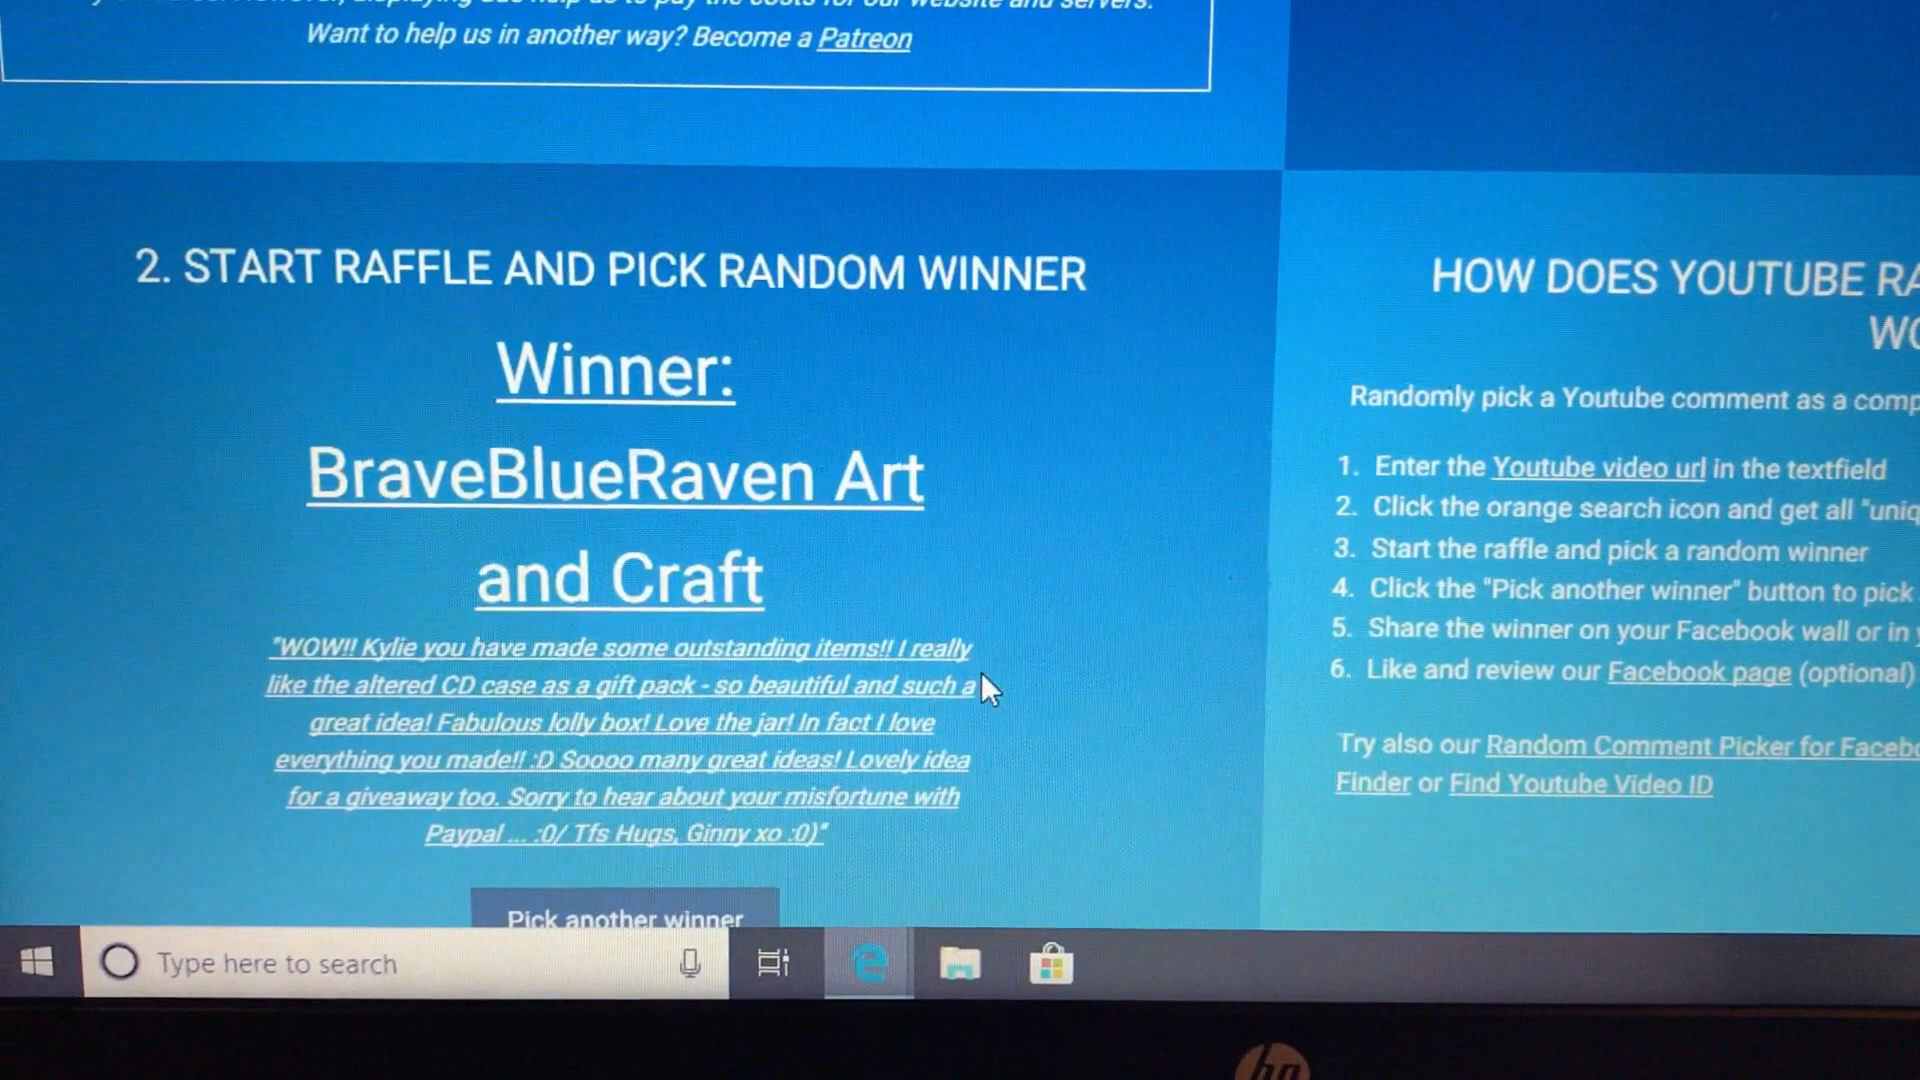 Want to help us in another way? Become a Patreon
2. START RAFFLE AND PICK RANDOM WINNER
Winner:
BraveBlueRaven Art
and Craft
"WOW!! Kylie you have made some outstanding items!! I really
like the altered CD case as a gift pack - so beautiful and such a
great idea! Fabulous lolly box! Love the jar! In fact I love
everything you made!! :D Soooo many great ideas! Lovely idea
for a giveaway too. Sorry to hear about your misfortune with
Paypal ... :0/ Tfs Hugs, Ginny xo :0)"
Pick another winner
HOW DOES YOUTUBE
Randomly pick a Youtube comment as a
1. Enter the Youtube video url in the textfield
2. Click the orange search icon and get all
3. Start the raffle and pick a random winner
4. Click the "Pick another winner" button to pick
5. Share the winner on your Facebook wall or in
6. Like and review our Facebook page (optional)
Try also our Random Comment Picker for
Finder or Find Youtube Video ID
Type here to search
hp